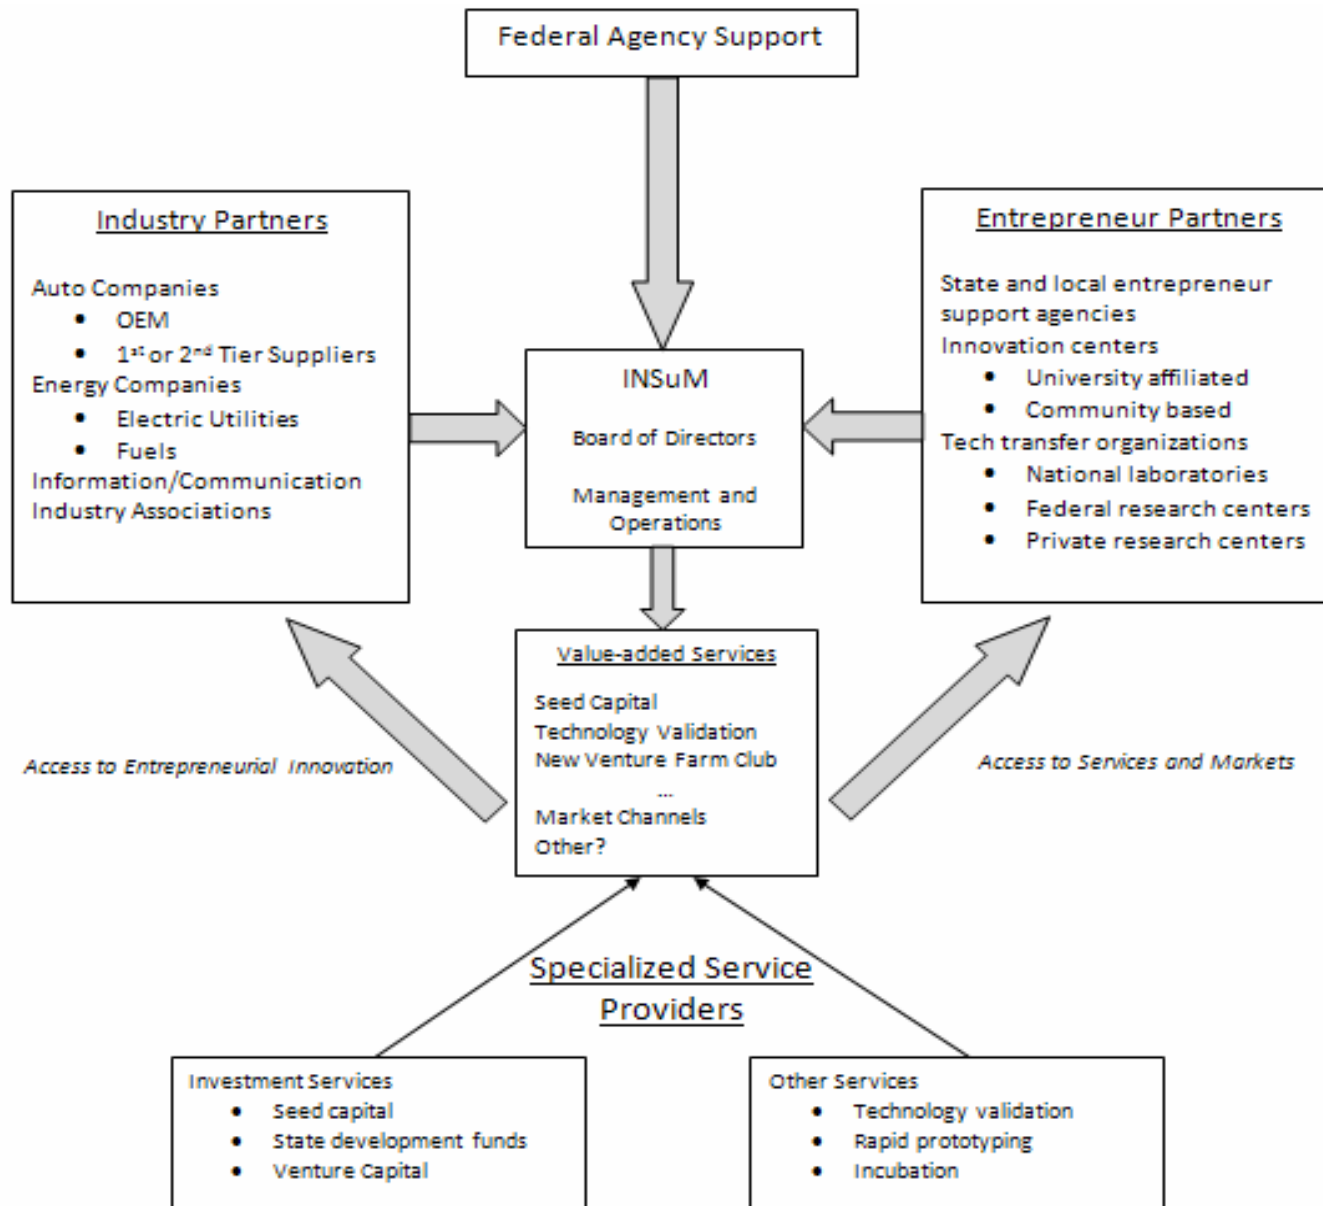 Federal Agency Support
Industry Partners
Auto Companies
• OEM
• 1st or 2nd Tier Suppliers
Energy Companies
• Electric Utilities
• Fuels
Information/Communication
Industry Associations
INSuM
Board of Directors
Management and
Operations
Entrepreneur Partners
State and local entrepreneur
support agencies
Innovation centers
• University affiliated
• Community based
Tech transfer organizations
• National laboratories
• Federal research centers
• Private research centers
Access to Entrepreneurial Innovation
Value-added Services
Seed Capital
Technology Validation
New Venture Farm Club
...
Market Channels
Other?
Access to Services and Markets
Specialized Service
Providers
Investment Services
• Seed capital
• State development funds
• Venture Capital
Other Services
• Technology validation
• Rapid prototyping
• Incubation